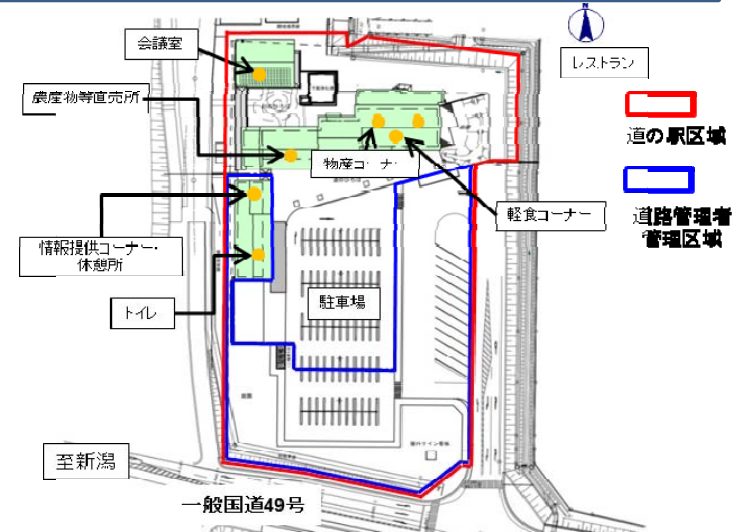 N
会議室
レストラン
農産物等直売所
道の駅区域
物産コーナー
軽食コーナー
道路管理者
管理区域
情報提供コーナー・
休憩所
駐車場
トイレ
至新潟
一般国道49号